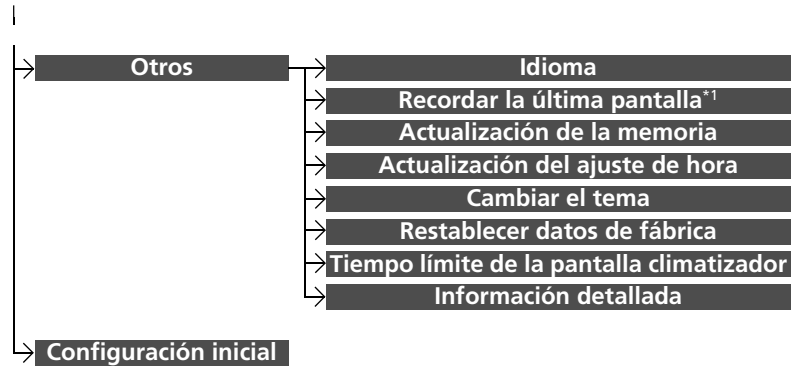 Otros
Idioma
Recordar la última pantalla*1
Actualización de la memoria
Actualización del ajuste de hora
Cambiar el tema
Restablecer datos de fábrica
Tiempo límite de la pantalla climatizador
Información detallada
Configuración inicial